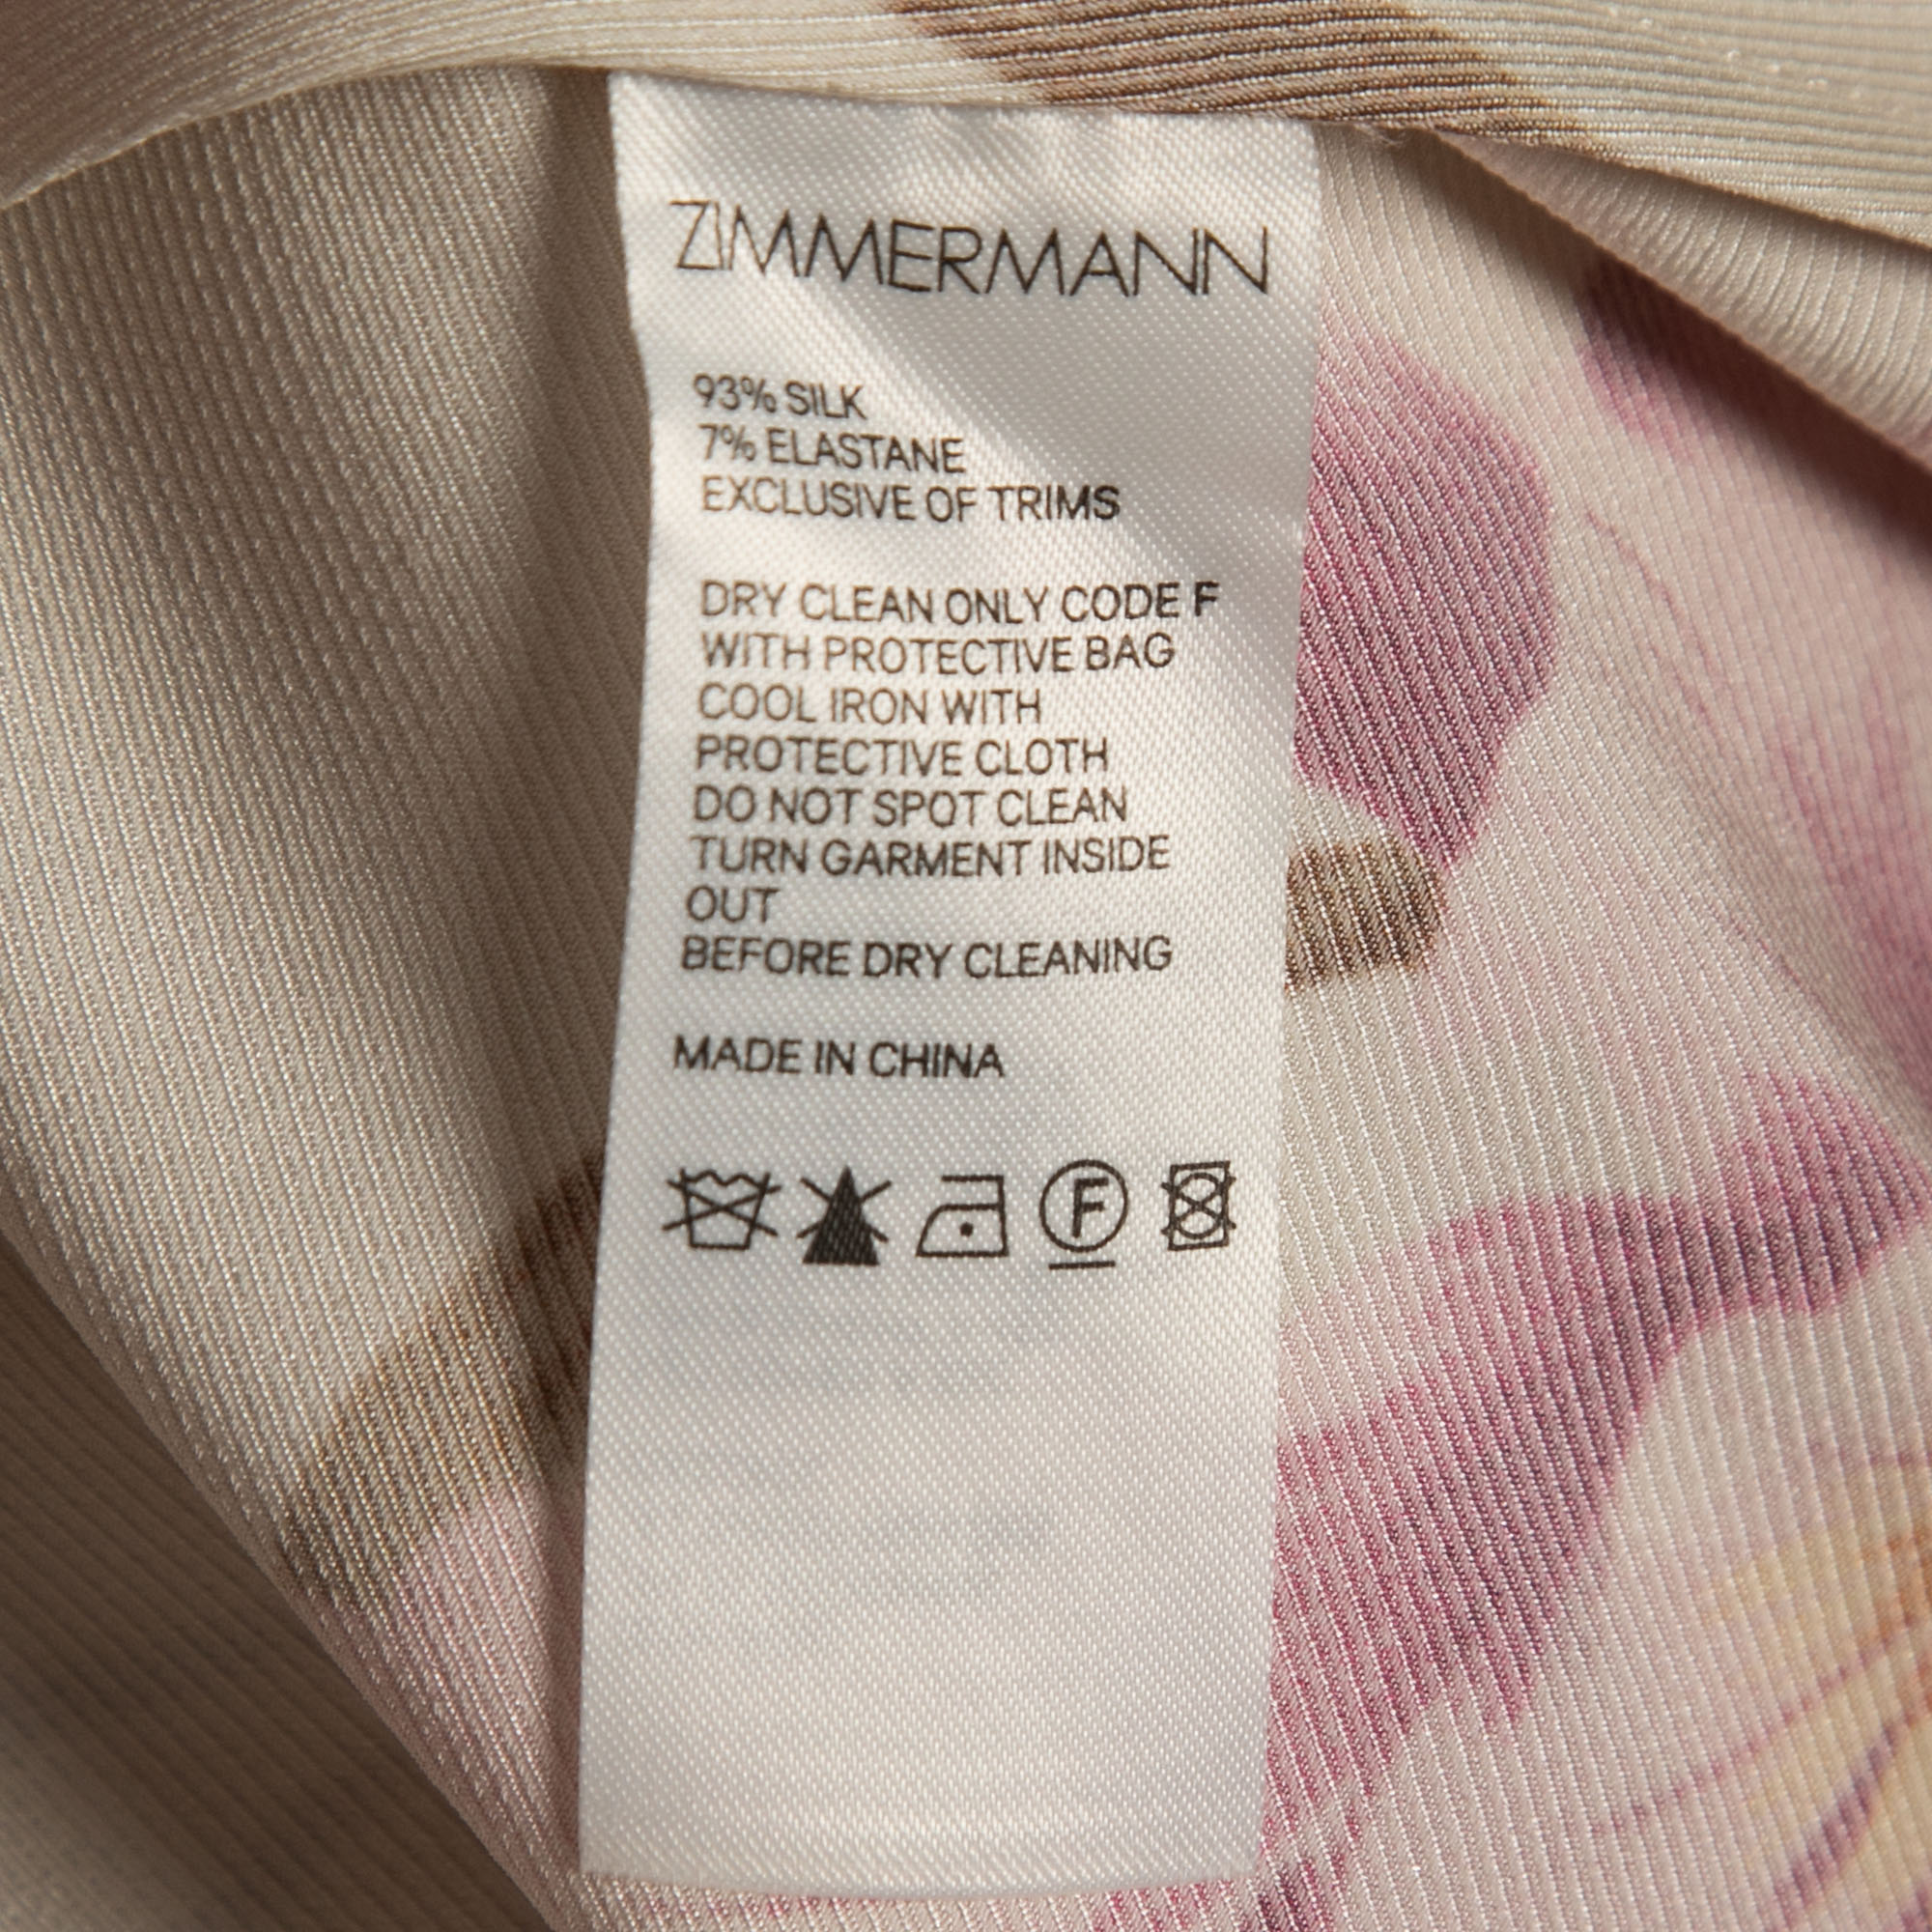 ZIMMERMANN
93% SILK
7% ELASTANE
EXCLUSIVE OF TRIMS
DRY CLEAN ONLY CODE F
WITH PROTECTIVE BAG
COOL IRON WITH
PROTECTIVE CLOTH
DO NOT SPOT CLEAN
TURN GARMENT INSIDE
OUT
BEFORE DRY CLEANING
MADE IN CHINA
F